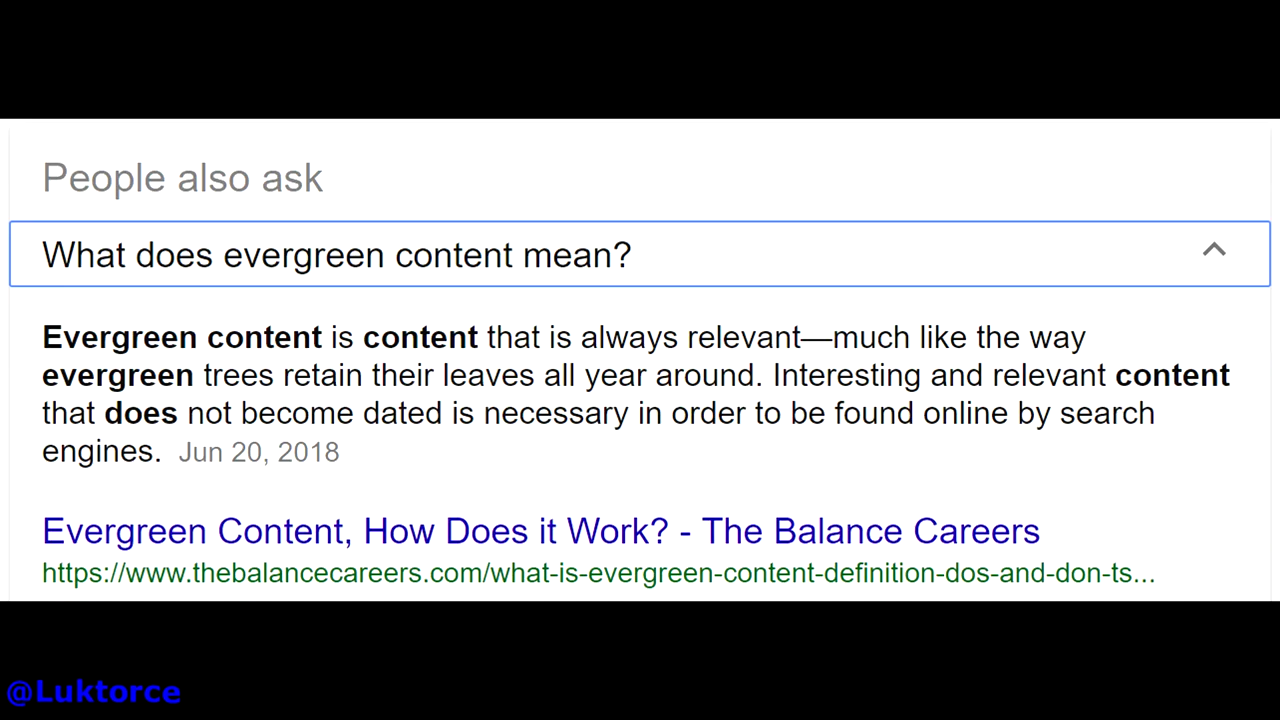 People also ask
What does evergreen content mean?
Evergreen content is content that is always relevant—much like the way
evergreen trees retain their leaves all year around. Interesting and relevant content
that does not become dated is necessary in order to be found online by search
engines. Jun 20, 2018
Evergreen Content, How Does it Work? - The Balance Careers
https://www.thebalancecareers.com/what-is-evergreen-content-definition-dos-and-don-ts...
@Luktorce